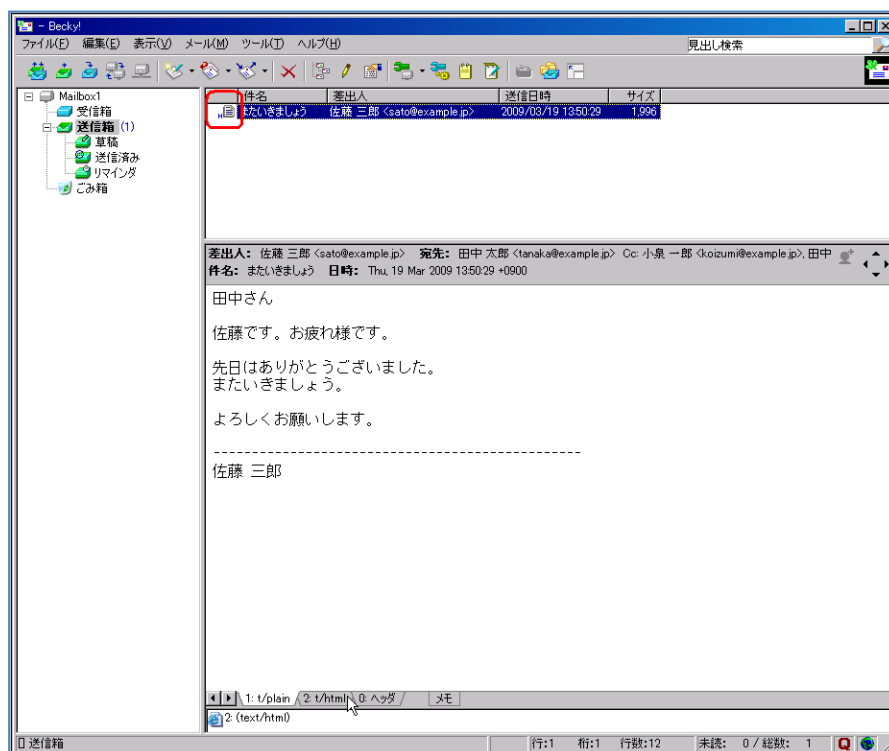 - Becky!
ファイル(F) 編集(E) 表示(V) メール(M) ツール(T) ヘルプ(H) 見出し検索
Mailbox1
受信箱
送信箱 (1)
草稿
送信済み
リマインダ
ごみ箱
件名 差出人 送信日時 サイズ
H またいきましょう 佐藤 三郎 <sato@example.jp> 2009/03/19 13:50:29 1,996
差出人: 佐藤 三郎 <sato@example.jp> 宛先: 田中 太郎 <tanaka@example.jp> Cc: 小泉 一郎 <koizumi@example.jp>, 田中
件名: またいきましょう 日時: Thu, 19 Mar 2009 13:50:29 +0900
田中さん
佐藤です。お疲れ様です。
先日はありがとうございました。
またいきましょう。
よろしくお願いします。
------------------------------------------------
佐藤 三郎
1: t/plain 2: t/html 0: ヘッダ メモ
2: (text/html)
送信箱 行:1 桁:1 行数:12 未読: 0 / 総数: 1 Q